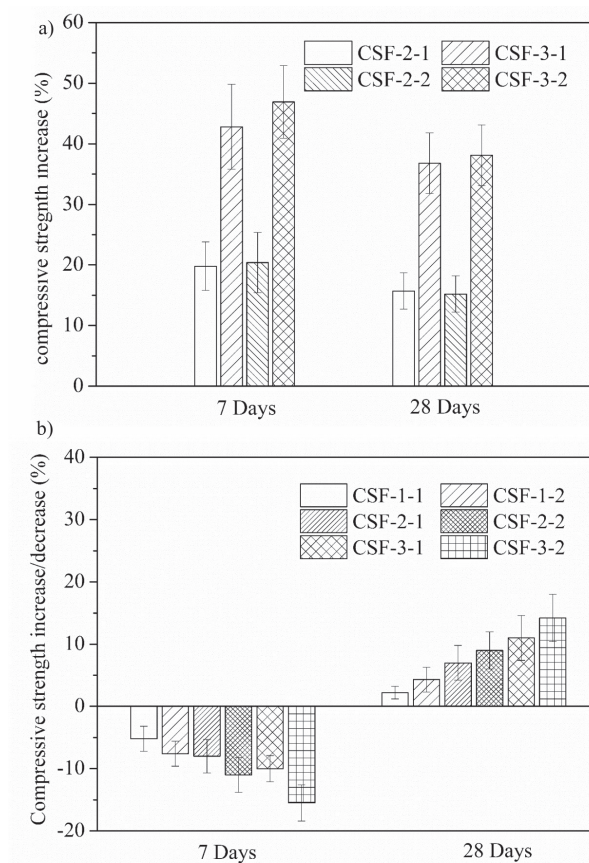 a)
60
50
40
30
20
10
0
compressive stregnth increase (%)
CSF-2-1 CSF-3-1
CSF-2-2 CSF-3-2
7 Days 28 Days
b)
40
30
20
10
0
-10
-20
Compressive strength increase/decrease (%)
CSF-1-1 CSF-1-2
CSF-2-1 CSF-2-2
CSF-3-1 CSF-3-2
7 Days 28 Days